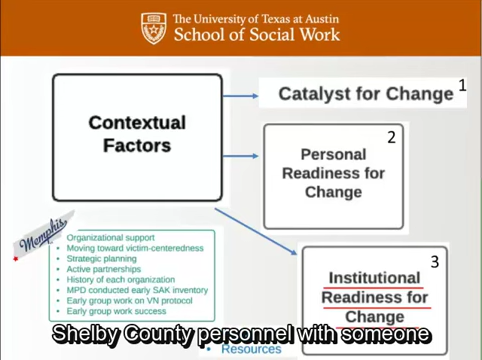 The University of Texas at Austin
School of Social Work
Contextual
Factors
Catalyst for Change
1
2
Personal
Readiness for
Change
3
Institutional
Readiness for
Change
Memphis
Organizational support
• Moving toward victim-centeredness
• Strategic planning
• Active partnerships
• History of each organization
• MPD conducted early SAK inventory
• Early group work on VN protocol
• Early group work success
Shelby County personnel with someone
• Resources